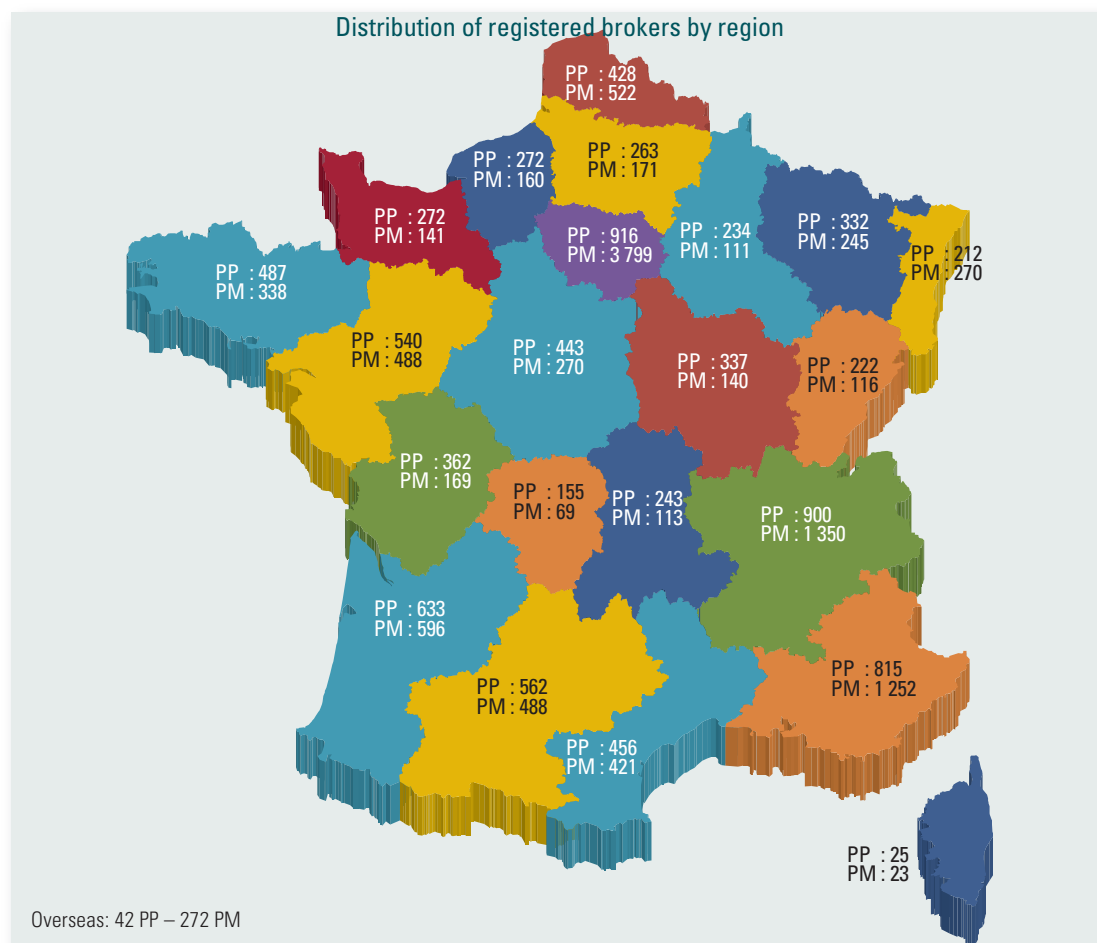 Distribution of registered brokers by region
PP : 428
PM : 522
PP : 272
PM : 160
PP : 263
PM : 171
PP : 272
PM : 141
PP : 916
PM : 3 799
PP : 234
PM : 111
PP : 332
PM : 245
PP : 212
PM : 270
PP : 487
PM : 338
PP : 540
PM : 488
PP : 443
PM : 270
PP : 337
PM : 140
PP : 222
PM : 116
PP : 362
PM : 169
PP : 155
PM : 69
PP : 243
PM : 113
PP : 900
PM : 1 350
PP : 633
PM : 596
PP : 562
PM : 488
PP : 456
PM : 421
PP : 815
PM : 1 252
PP : 25
PM : 23
Overseas: 42 PP – 272 PM